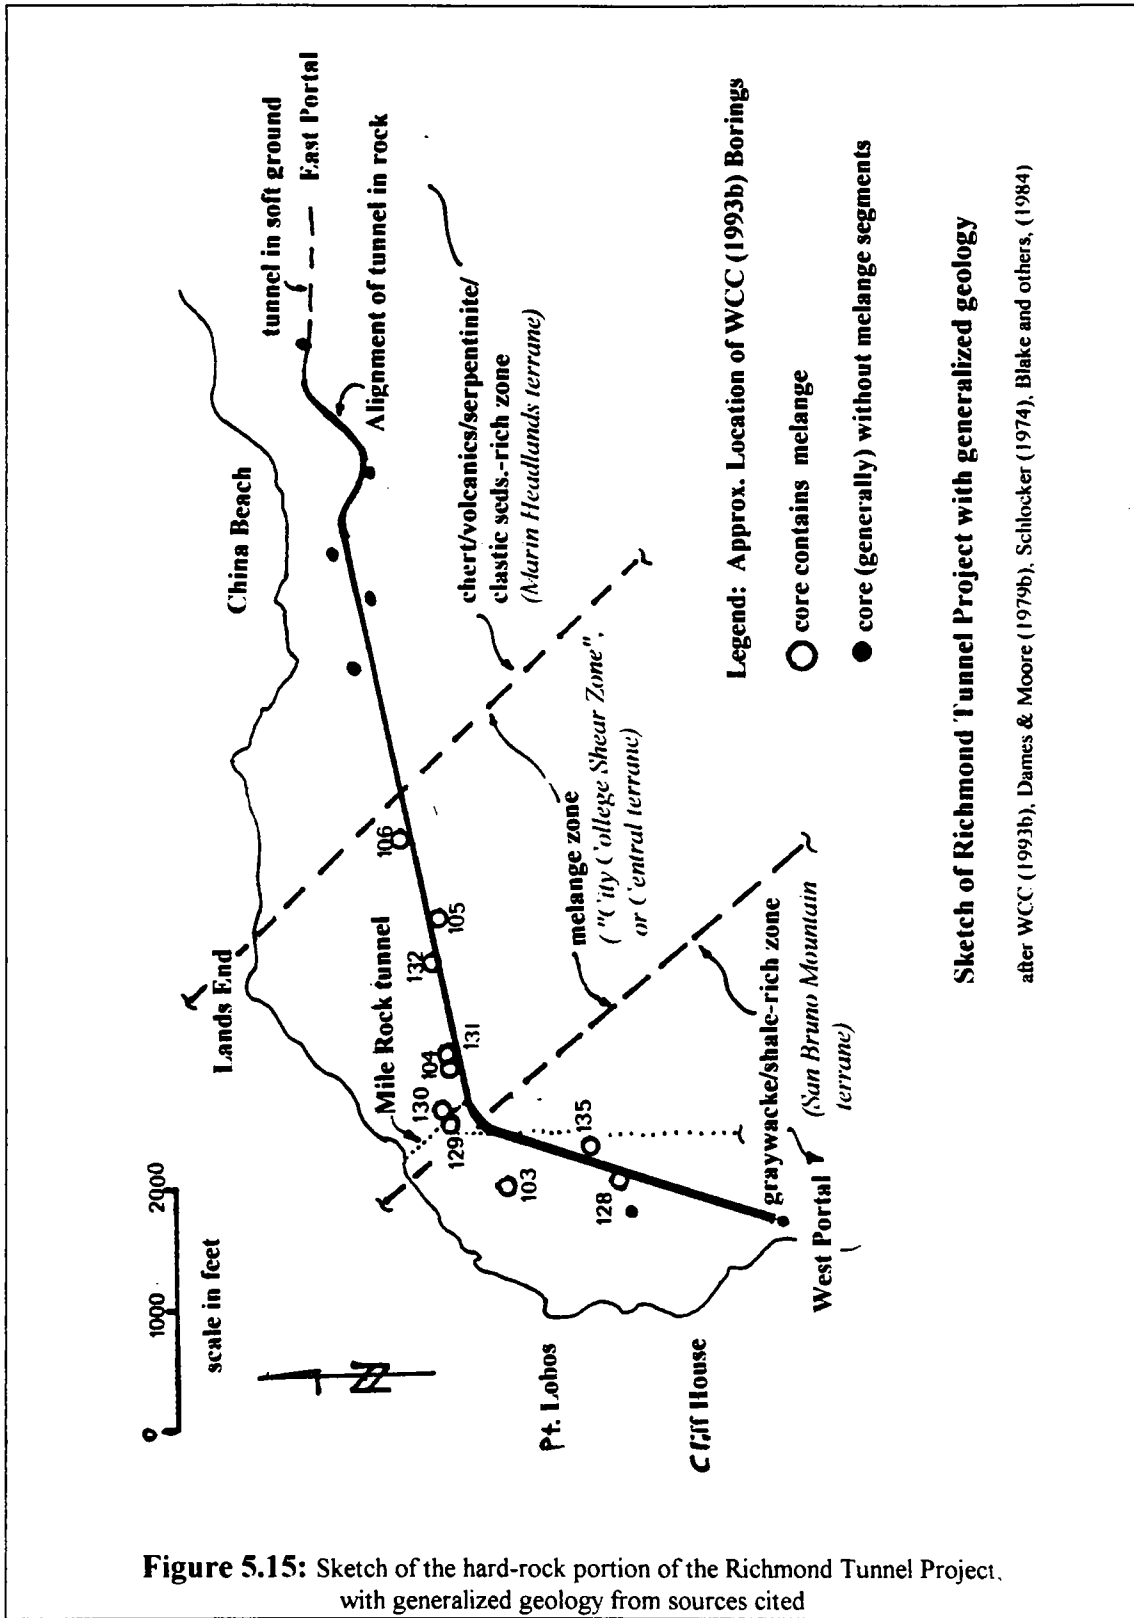 tunnel in soft ground
East Portal
Alignment of tunnel in rock
China Beach
chert/volcanics/serpentinite/
clastic seds.-rich zone
(Marin Headlands terrane)
Lands End
Mile Rock tunnel
106
105
132
131
104
130
129
103
135
128
melange zone
("City College Shear Zone",
or Central terrane)
graywacke/shale-rich zone
(San Bruno Mountain
terrane)
West Portal
0 1000 2000
scale in feet
N
Pt. Lobos
Cliff House
Legend: Approx. Location of WCC (1993b) Borings
core contains melange
core (generally) without melange segments
Sketch of Richmond Tunnel Project with generalized geology
after WCC (1993b), Dames & Moore (1979b), Schlocker (1974), Blake and others, (1984)
Figure 5.15: Sketch of the hard-rock portion of the Richmond Tunnel Project,
with generalized geology from sources cited